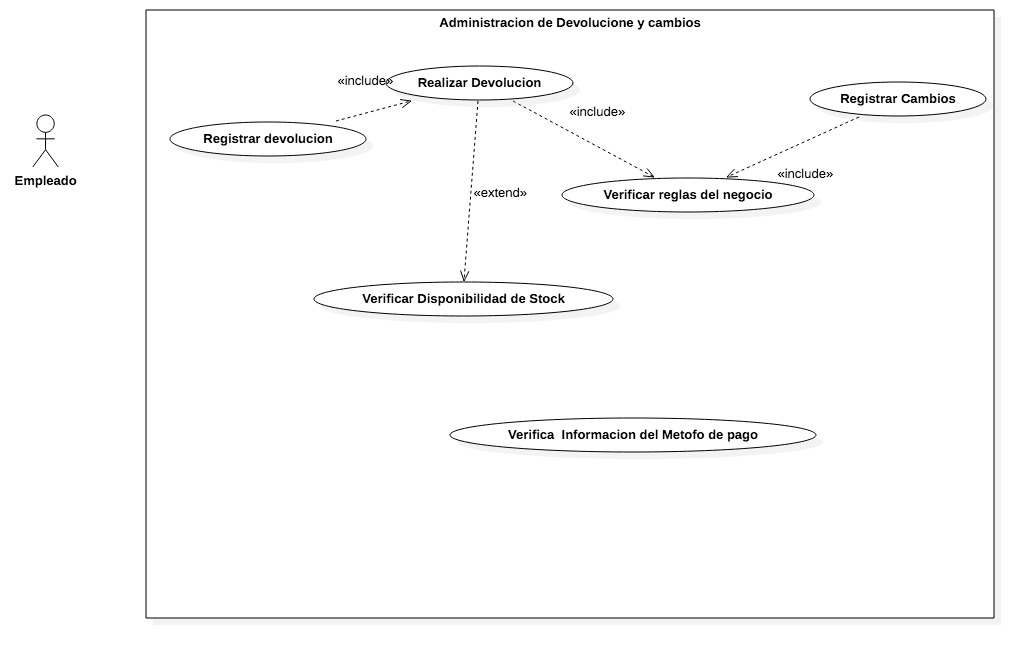 Administracion de Devolucione y cambios
«include»
Realizar Devolucion
Registrar Cambios
«include»
Registrar devolucion
Empleado
«include»
«extend»
Verificar reglas del negocio
Verificar Disponibilidad de Stock
Verifica  Informacion del Metofo de pago